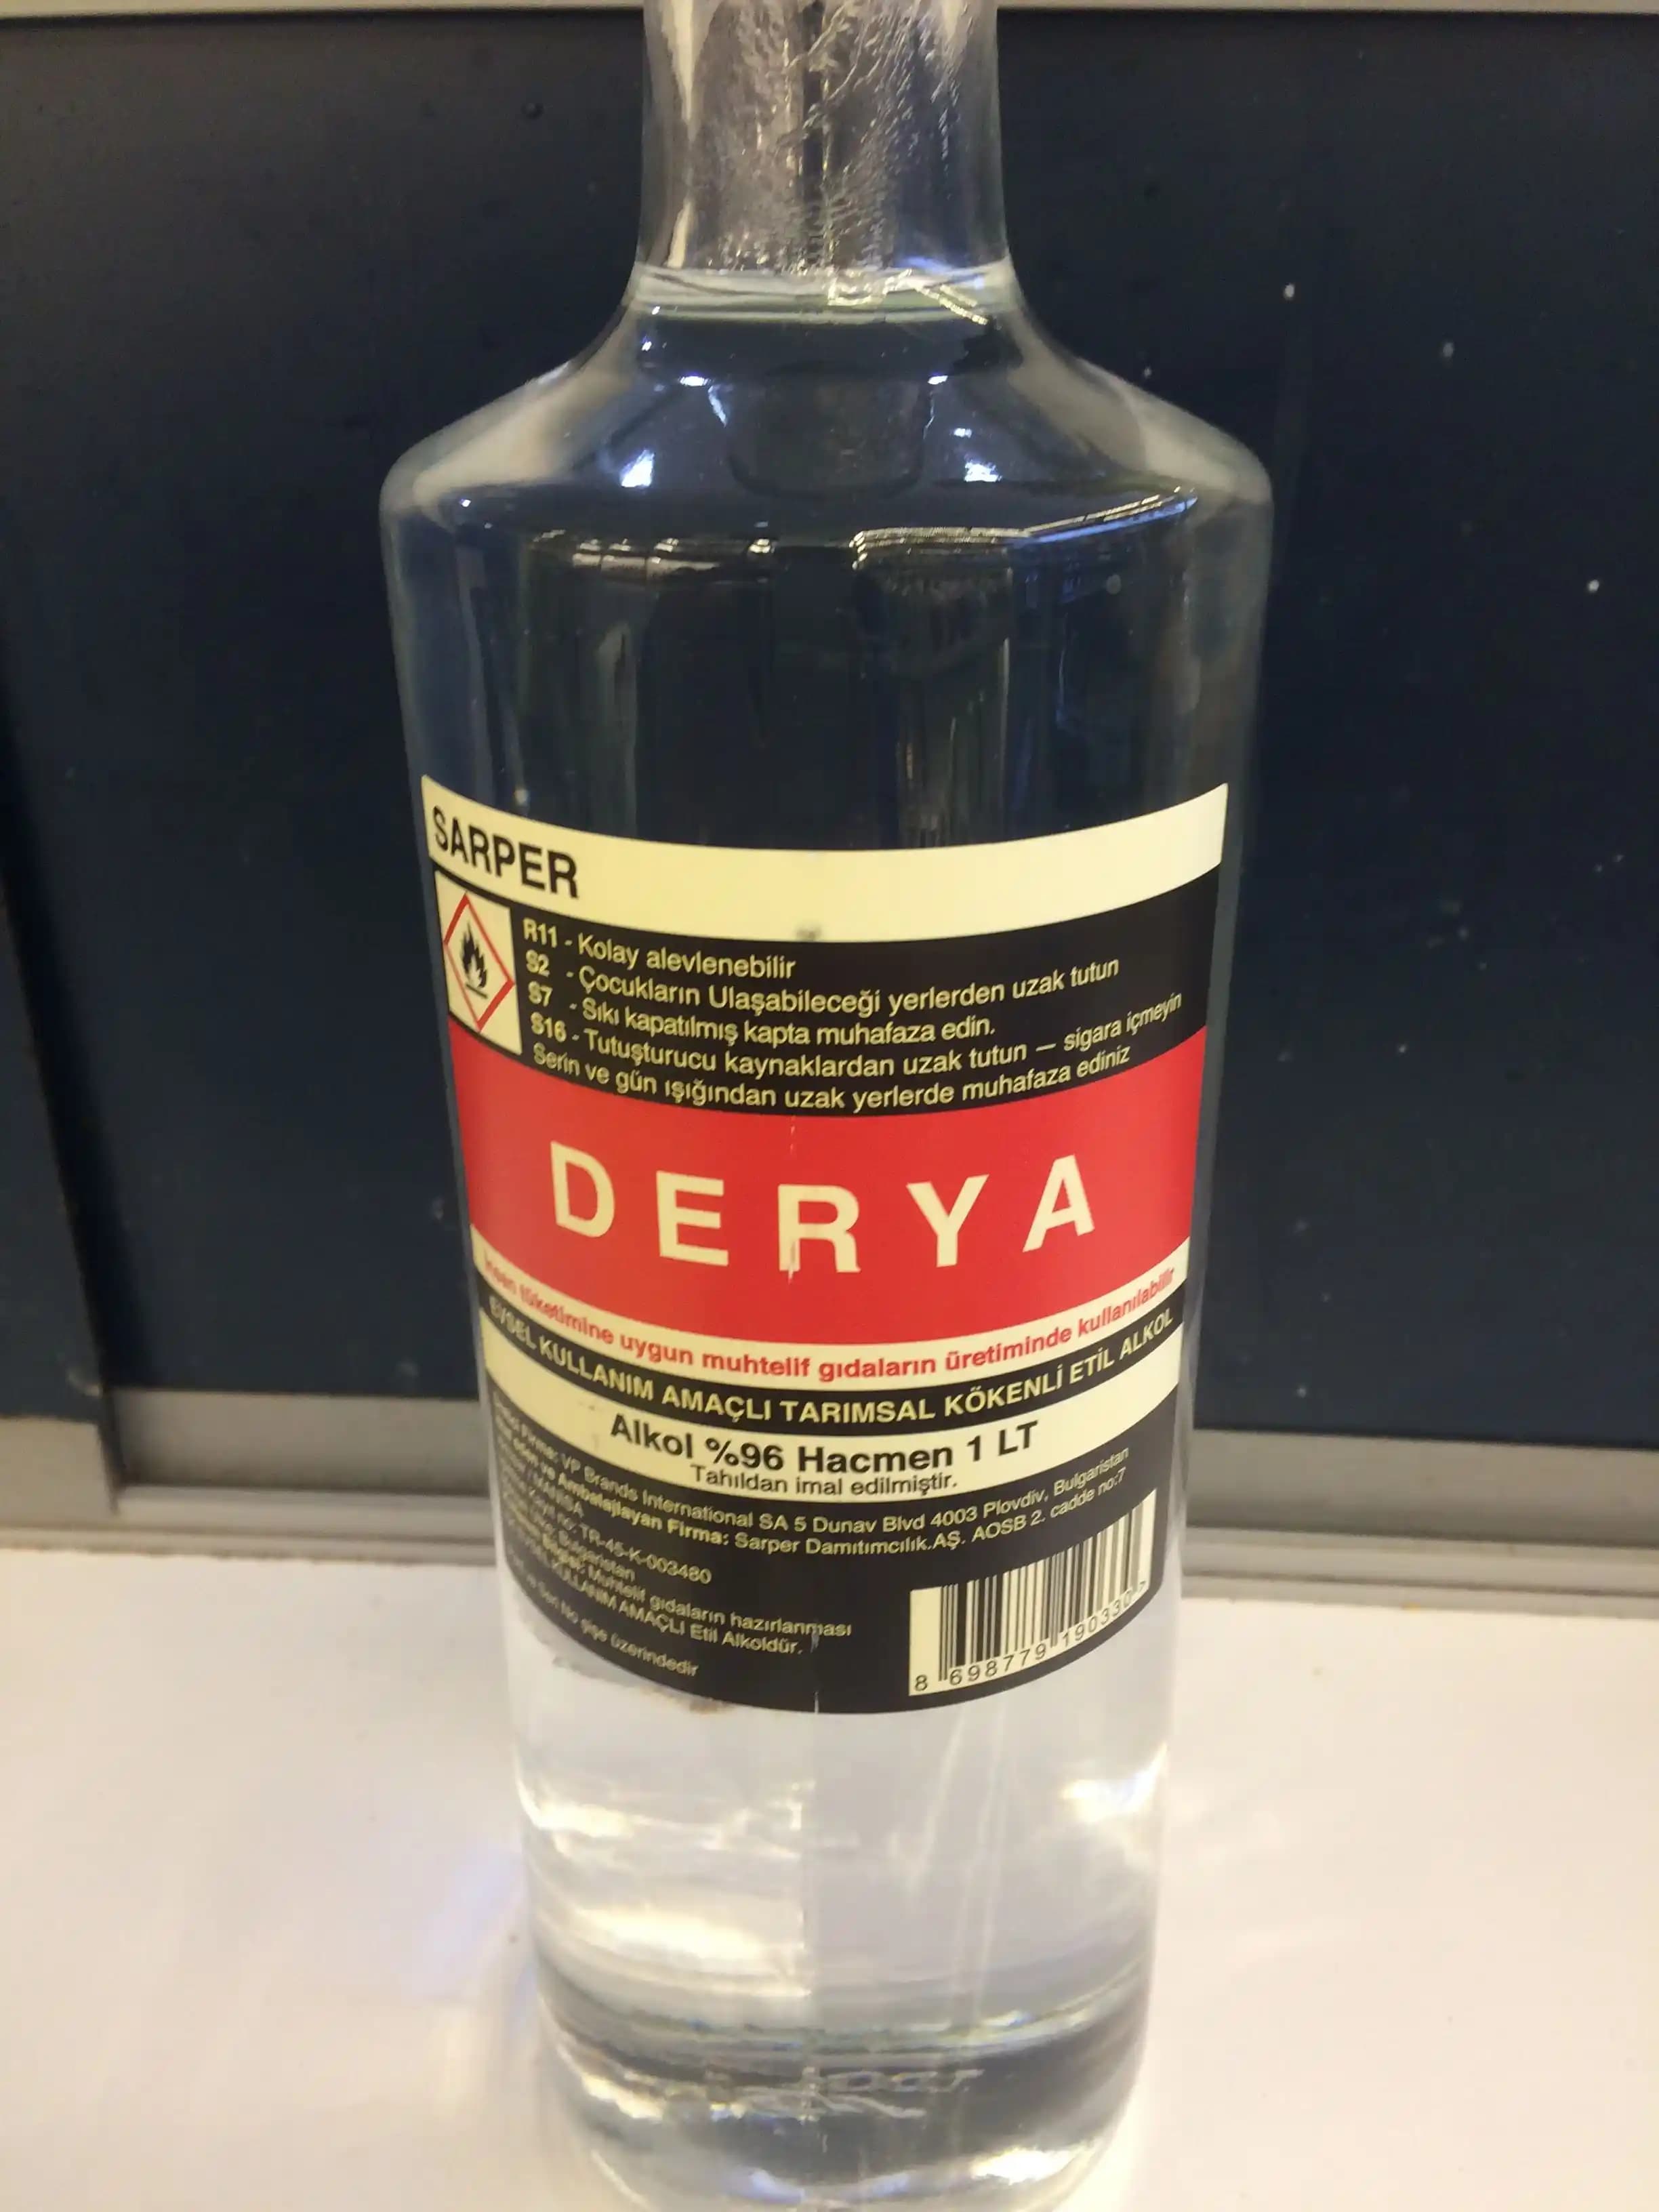 SARPER
R11 - Kolay alevlenebilir
S2 - Çocukların Ulaşabileceği yerlerden uzak tutun
S7 - Sıkı kapatılmış kapta muhafaza edin.
S16 - Tutuşturucu kaynaklardan uzak tutun — sigara içmeyin
Serin ve gün ışığından uzak yerlerde muhafaza ediniz
DERYA
tüketimine uygun muhtelif gıdaların üretiminde kullanılabilir
EVSEL KULLANIM AMAÇLI TARIMSAL KÖKENLİ ETİL ALKOL
Alkol %96 Hacmen 1 LT
Tahıldan imal edilmiştir.
Firma: VP Brands International SA 5 Dunav Blvd 4003 Plovdiv, Bulgaristan
ve Ambalajlayan Firma: Sarper Damıtımcılık.AŞ. AOSB 2. cadde no:7
no: TR-45-K-003480
Bulgaristan
Muhtelif gıdaların hazırlanması
KULLANIM AMAÇLI Etil Alkoldür.
No şişe üzerindedir
8 698779 190330 7